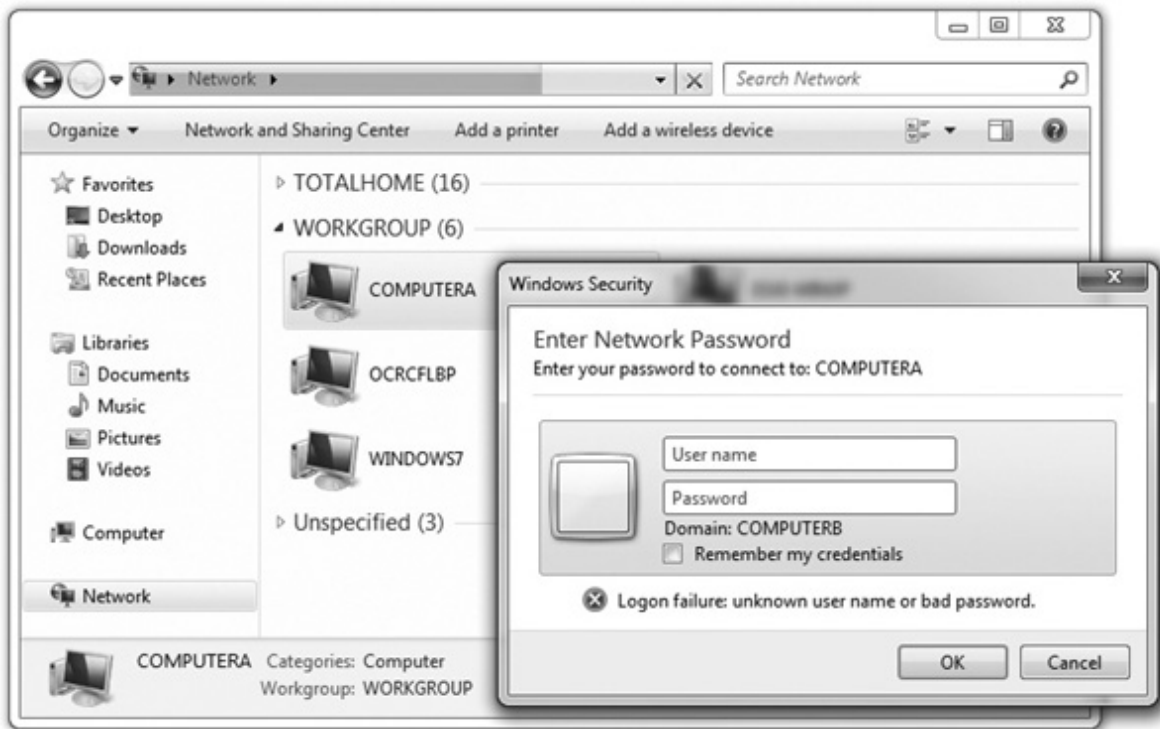 Network
Search Network
Organize Network and Sharing Center Add a printer Add a wireless device
Favorites
Desktop
Downloads
Recent Places
Libraries
Documents
Music
Pictures
Videos
Computer
Network
TOTALHOME (16)
WORKGROUP (6)
COMPUTERA
OCRCFLBP
WINDOWS7
Unspecified (3)
COMPUTERA Categories: Computer
Workgroup: WORKGROUP
Windows Security
Enter Network Password
Enter your password to connect to: COMPUTERA
User name
Password
Domain: COMPUTERB
Remember my credentials
Logon failure: unknown user name or bad password.
OK Cancel